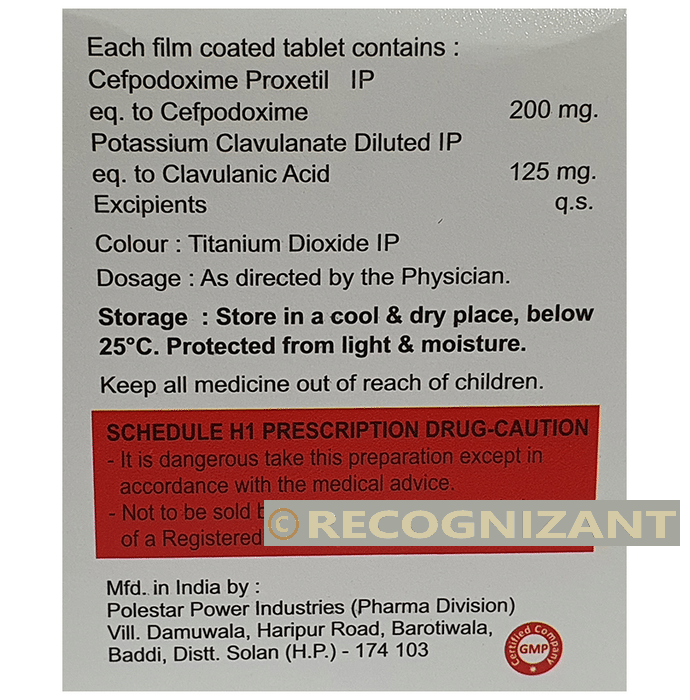 Each film coated tablet contains :
Cefpodoxime Proxetil IP
eq. to Cefpodoxime 200 mg.
Potassium Clavulanate Diluted IP
eq. to Clavulanic Acid 125 mg.
Excipients q.s.
Colour : Titanium Dioxide IP
Dosage : As directed by the Physician.
Storage : Store in a cool & dry place, below
25°C. Protected from light & moisture.
Keep all medicine out of reach of children.
SCHEDULE H1 PRESCRIPTION DRUG-CAUTION
- It is dangerous take this preparation except in
accordance with the medical advice.
- Not to be sold
of a Registered
© RECOGNIZANT
Mfd. in India by :
Polestar Power Industries (Pharma Division)
Vill. Damuwala, Haripur Road, Barotiwala,
Baddi, Distt. Solan (H.P.) - 174 103
Certified Company
GMP